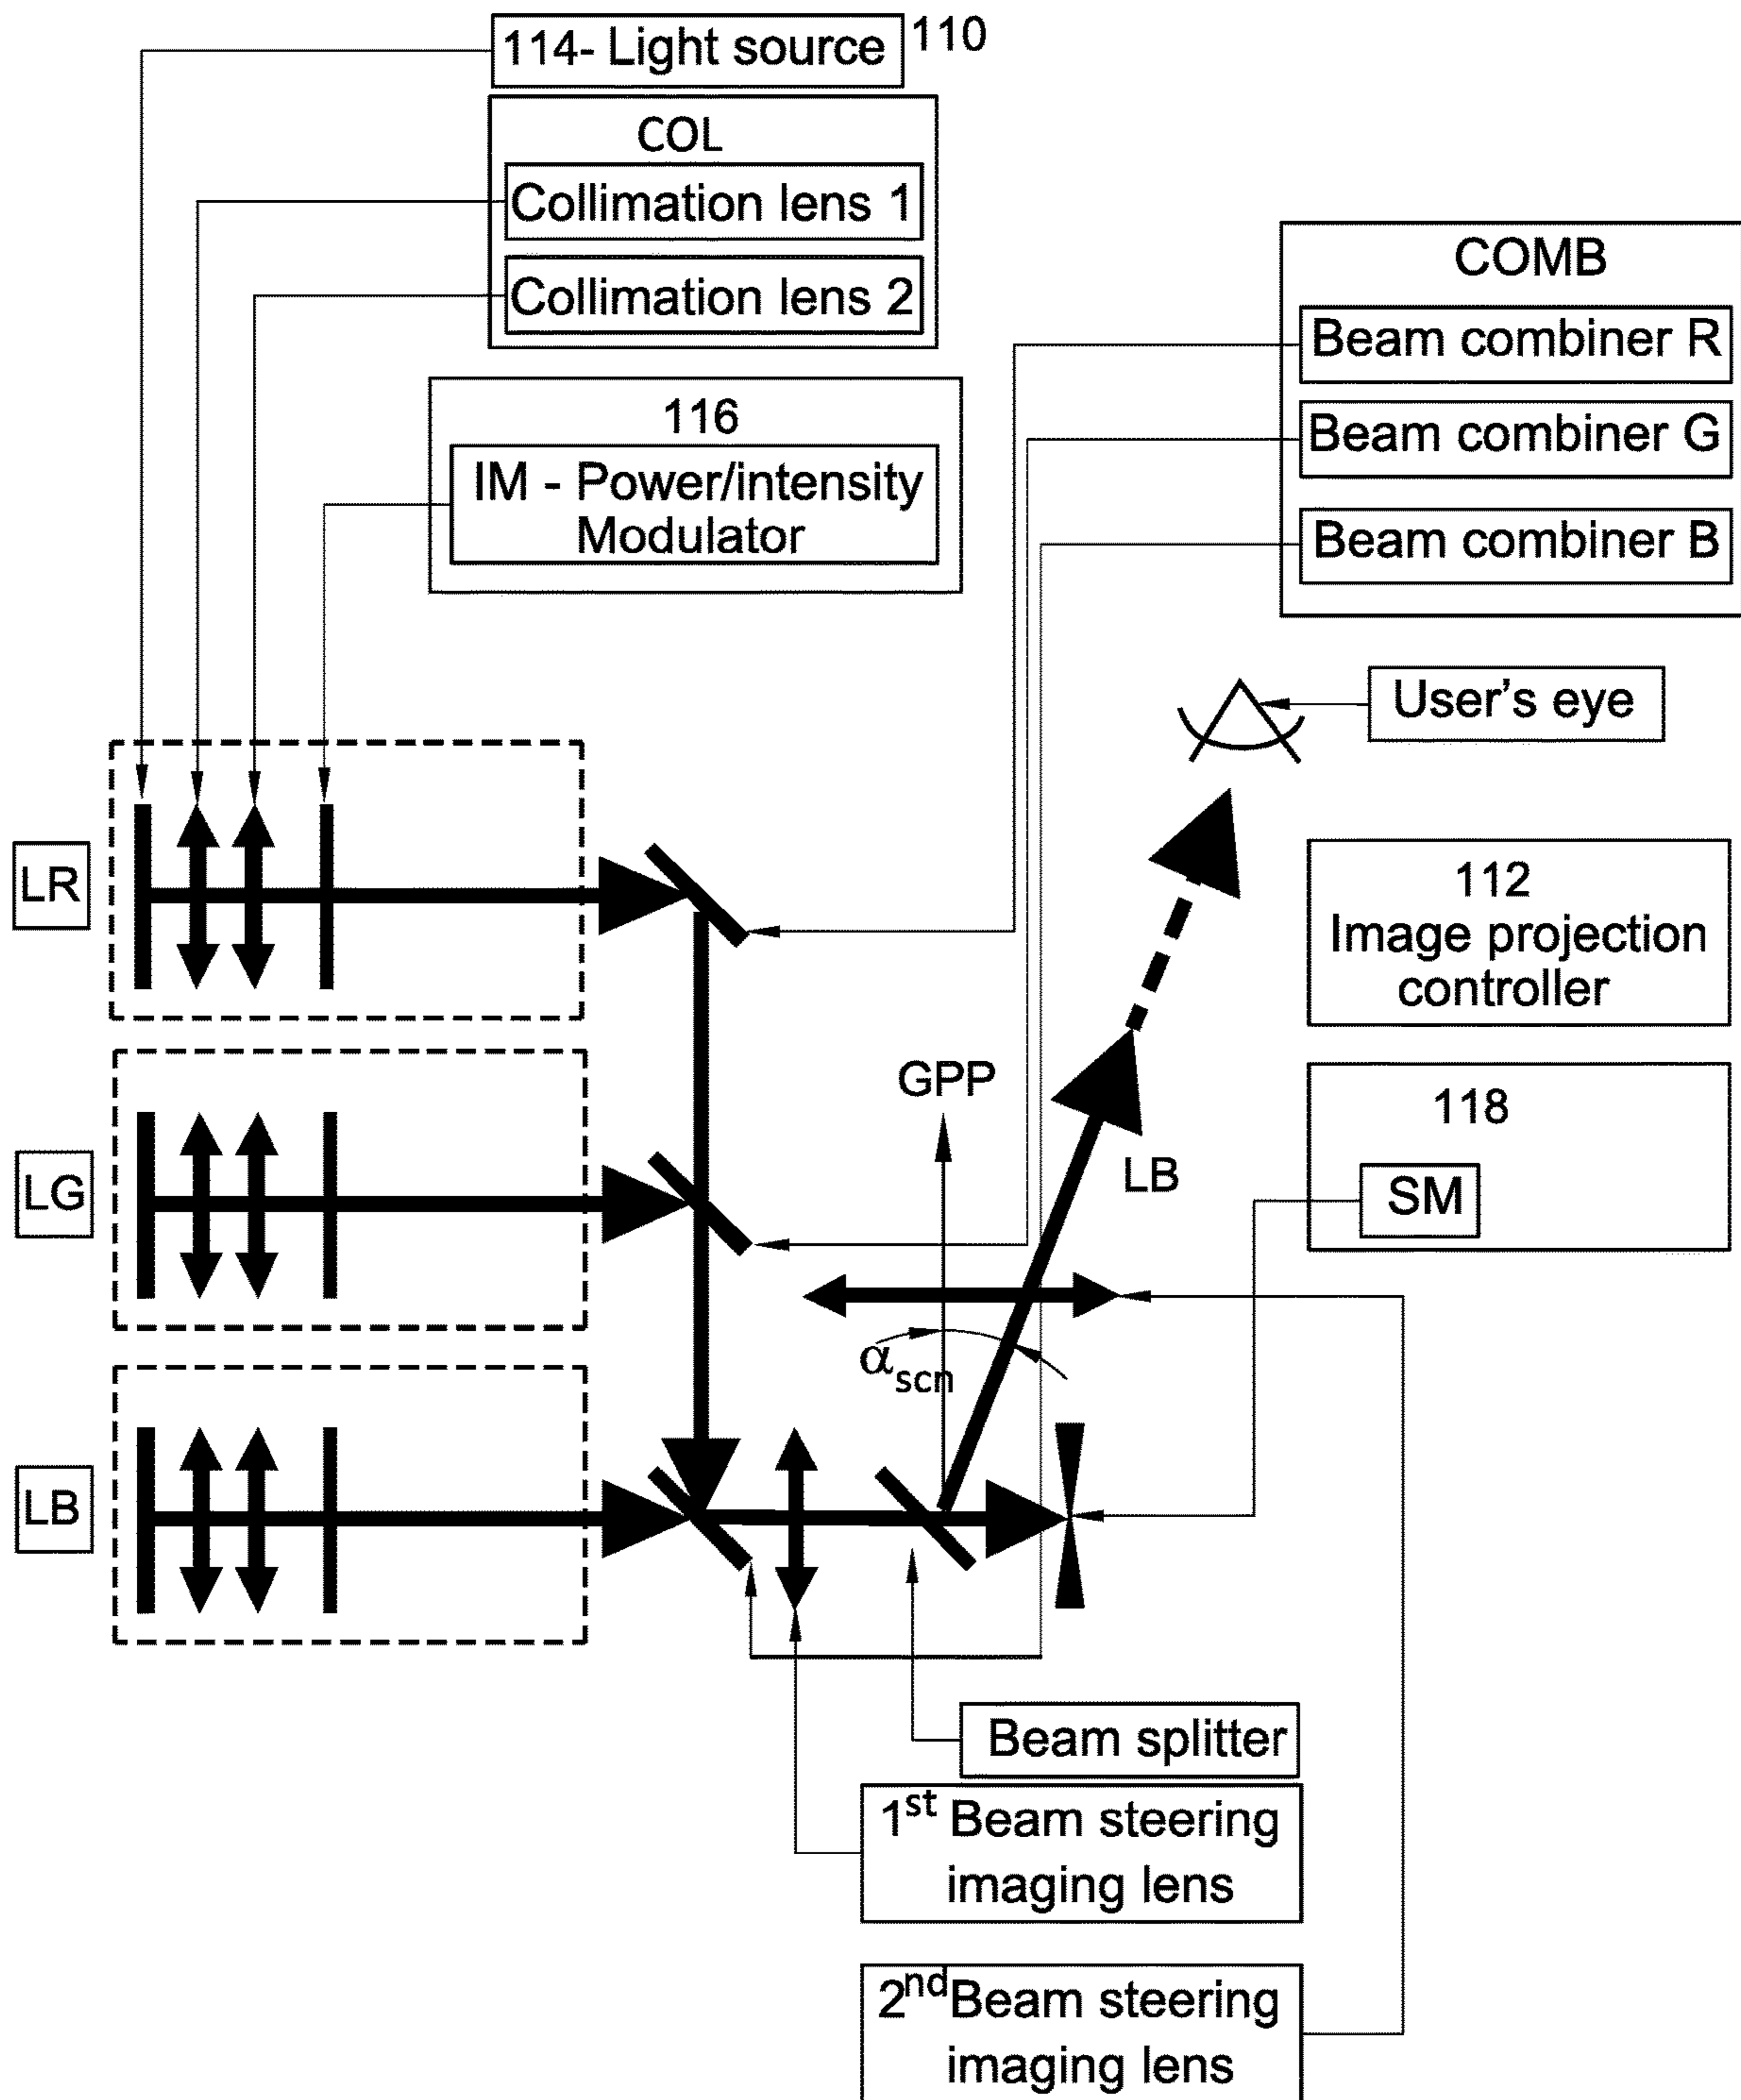 114- Light source
110
COL
Collimation lens 1
Collimation lens 2
116
IM - Power/intensity
Modulator
COMB
Beam combiner R
Beam combiner G
Beam combiner B
User's eye
LR
112
Image projection
controller
GPP
118
LB
SM
LG
αscn
LB
Beam splitter
1st Beam steering
imaging lens
2nd Beam steering
imaging lens